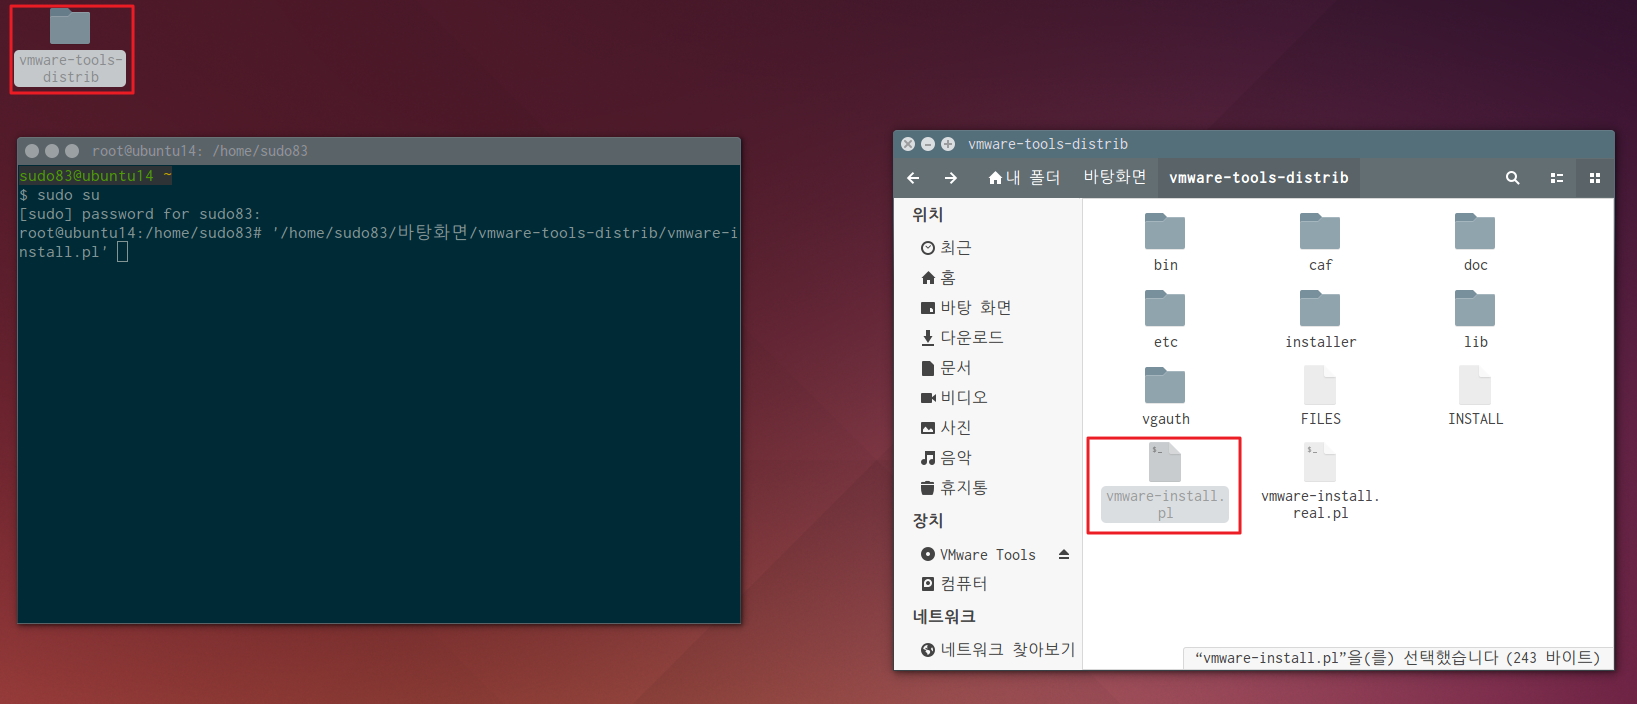 vmware-tools-
distrib
root@ubuntu14: /home/sudo83
sudo83@ubuntu14 ~
$ sudo su
[sudo] password for sudo83:
root@ubuntu14:/home/sudo83# '/home/sudo83/바탕화면/vmware-tools-distrib/vmware-i
nstall.pl'
vmware-tools-distrib
내 폴더 바탕화면 vmware-tools-distrib
위치
최근
홈
바탕 화면
다운로드
문서
비디오
사진
음악
휴지통
장치
VMware Tools
컴퓨터
네트워크
네트워크 찾아보기
bin caf doc
etc installer lib
vgauth FILES INSTALL
$_ $_
vmware-install. vmware-install.
pl real.pl
“vmware-install.pl”을(를) 선택했습니다 (243 바이트)